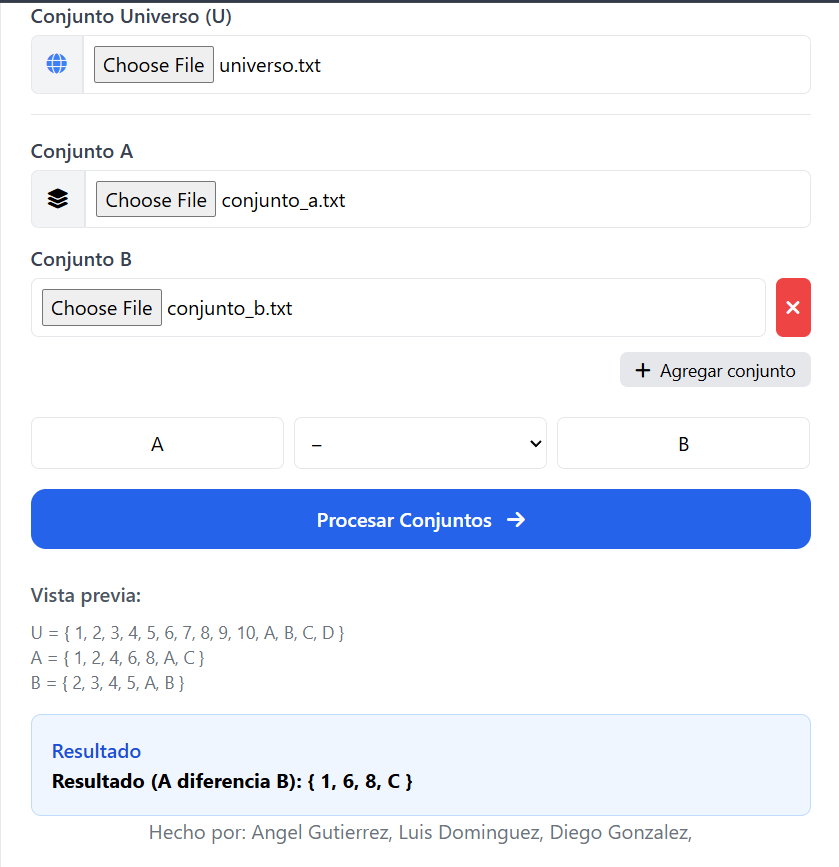 Conjunto Universo (U)
Choose File universo.txt
Conjunto A
Choose File conjunto_a.txt
Conjunto B
Choose File conjunto_b.txt
+ Agregar conjunto
A – B
Procesar Conjuntos →
Vista previa:
U = { 1, 2, 3, 4, 5, 6, 7, 8, 9, 10, A, B, C, D }
A = { 1, 2, 4, 6, 8, A, C }
B = { 2, 3, 4, 5, A, B }
Resultado
Resultado (A diferencia B): { 1, 6, 8, C }
Hecho por: Angel Gutierrez, Luis Dominguez, Diego Gonzalez,